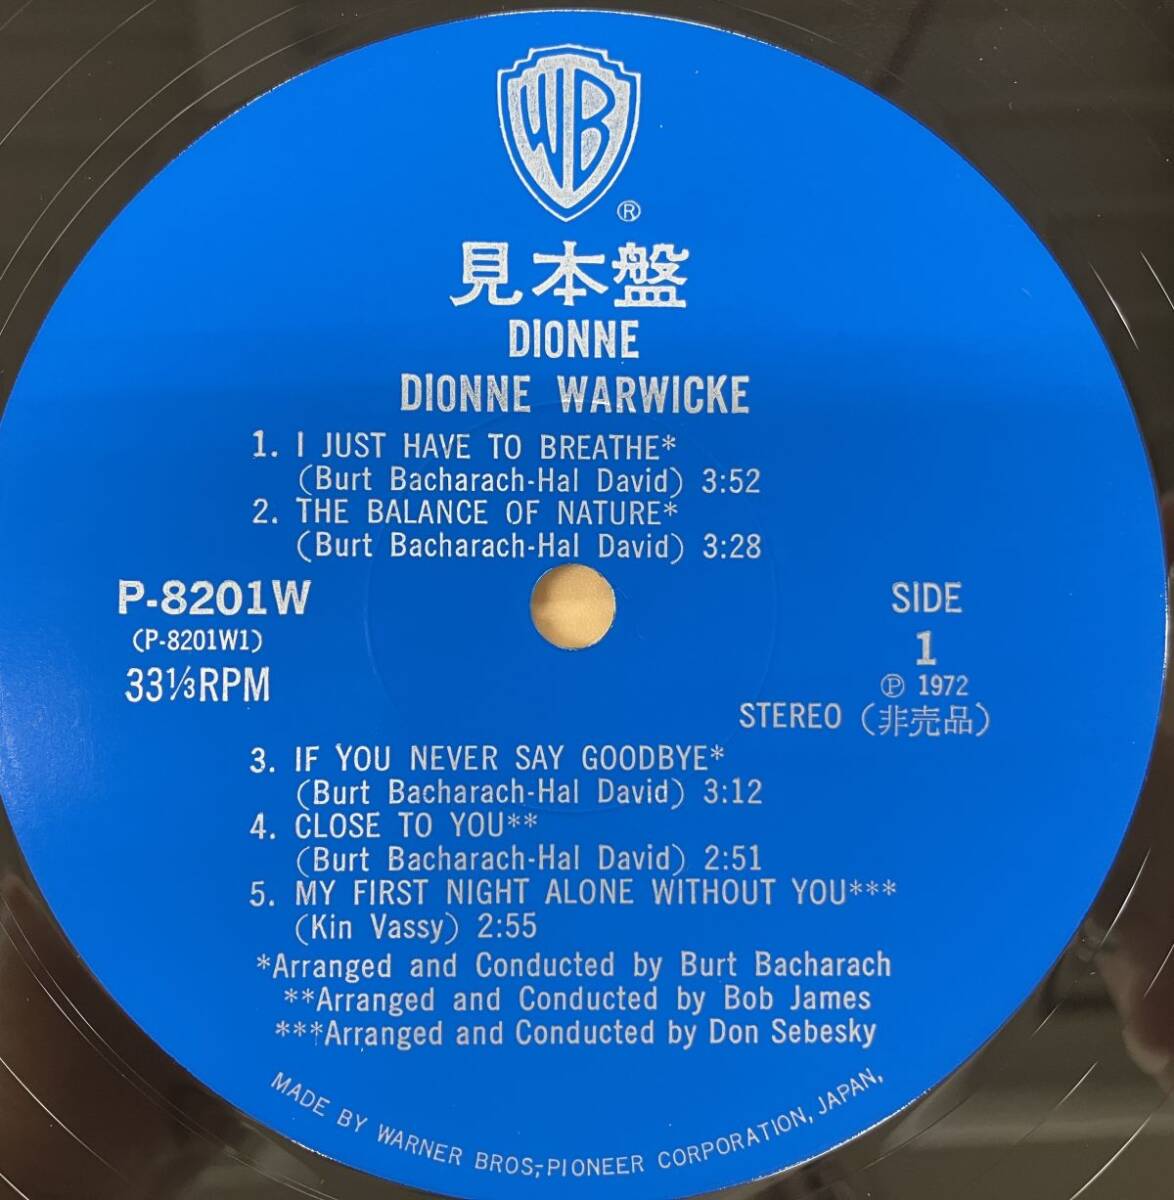 WB
®
見本盤
DIONNE
DIONNE WARWICKE
1. I JUST HAVE TO BREATHE*
(Burt Bacharach-Hal David) 3:52
2. THE BALANCE OF NATURE*
(Burt Bacharach-Hal David) 3:28
P-8201W
(P-8201W1)
33⅓RPM
SIDE
1
Ⓟ 1972
STEREO (非売品)
3. IF YOU NEVER SAY GOODBYE*
(Burt Bacharach-Hal David) 3:12
4. CLOSE TO YOU**
(Burt Bacharach-Hal David) 2:51
5. MY FIRST NIGHT ALONE WITHOUT YOU***
(Kin Vassy) 2:55
*Arranged and Conducted by Burt Bacharach
**Arranged and Conducted by Bob James
***Arranged and Conducted by Don Sebesky
MADE BY WARNER BROS,-PIONEER CORPORATION, JAPAN,